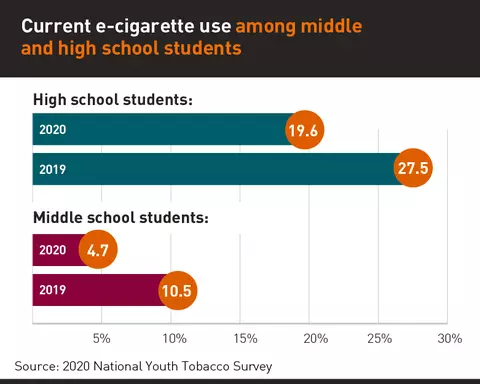 Current e-cigarette use among middle
and high school students
High school students:
2020
19.6
2019
27.5
Middle school students:
2020
4.7
2019
10.5
5% 10% 15% 20% 25% 30%
Source: 2020 National Youth Tobacco Survey